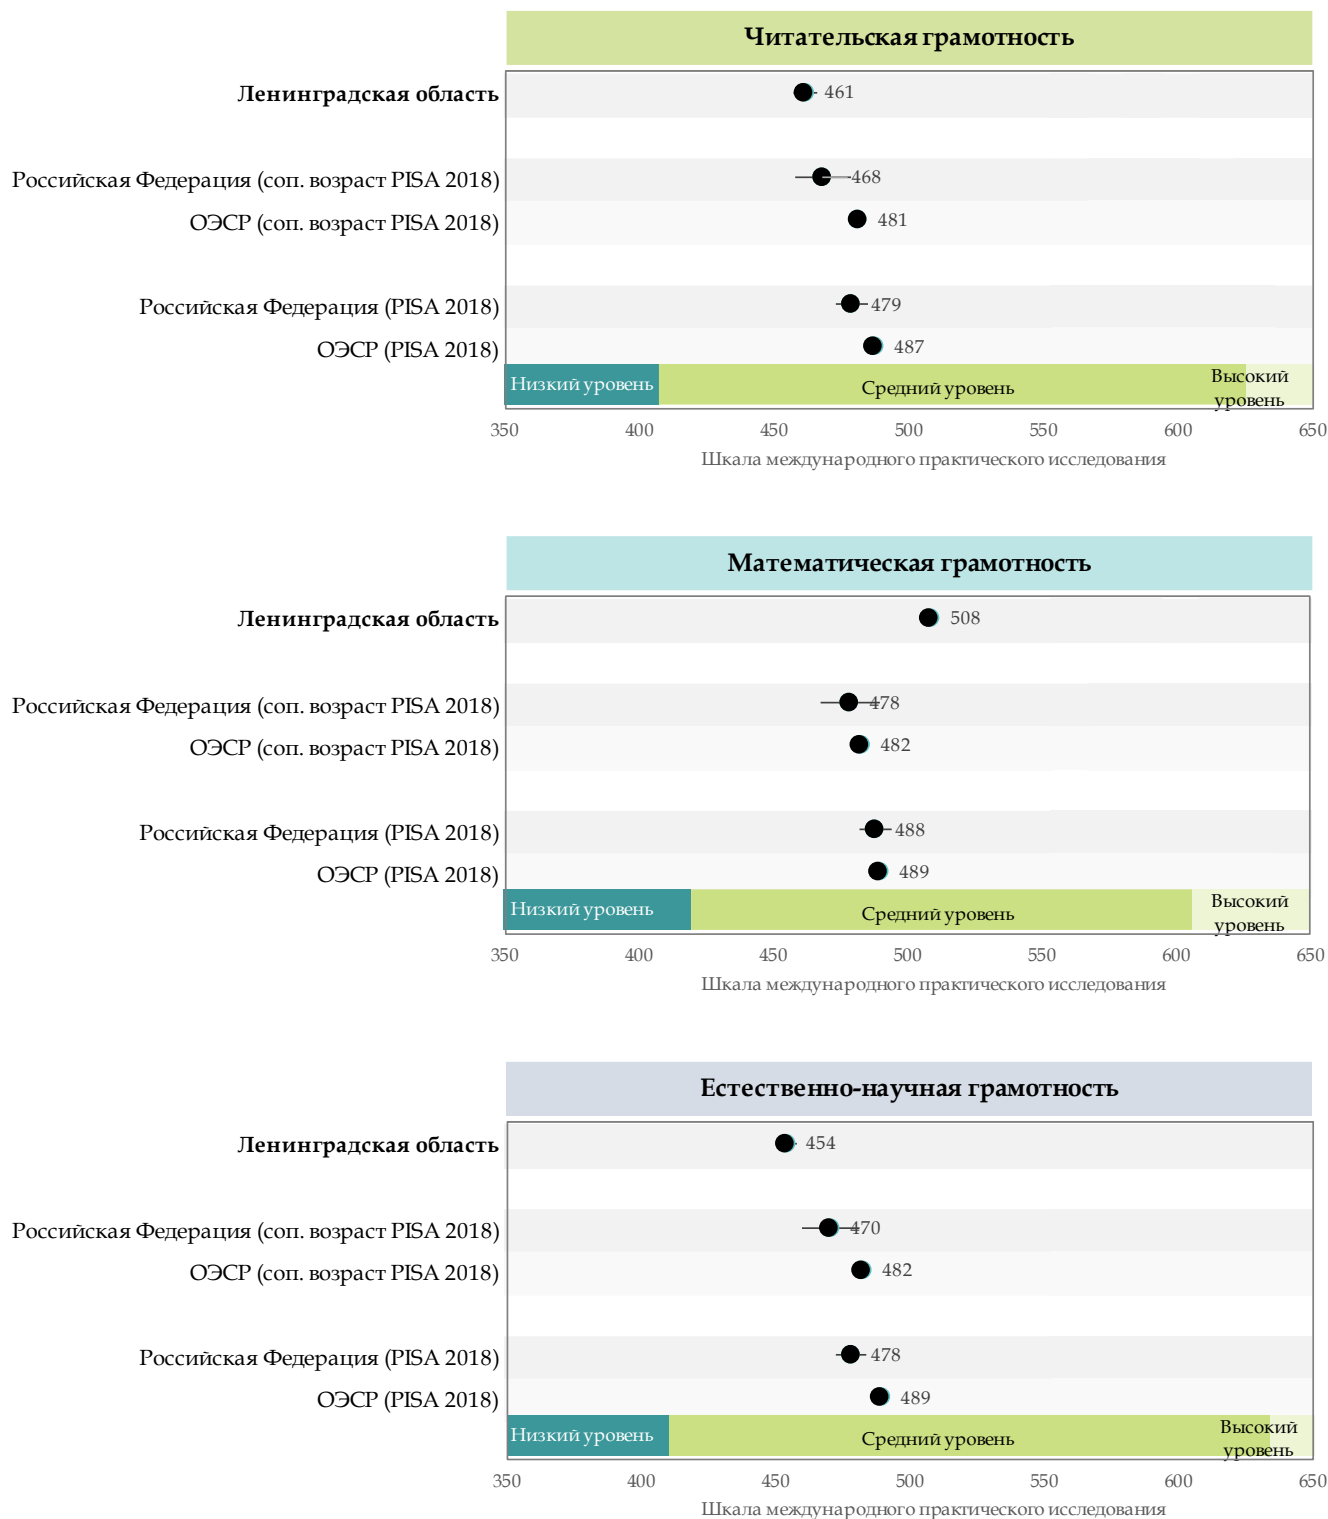 Читательская грамотность
Ленинградская область
461
Российская Федерация (соп. возраст PISA 2018)
468
ОЭСР (соп. возраст PISA 2018)
481
Российская Федерация (PISA 2018)
479
ОЭСР (PISA 2018)
487
Низкий уровень
Средний уровень
Высокий
уровень
350 400 450 500 550 600 650
Шкала международного практического исследования
Математическая грамотность
Ленинградская область
508
Российская Федерация (соп. возраст PISA 2018)
478
ОЭСР (соп. возраст PISA 2018)
482
Российская Федерация (PISA 2018)
488
ОЭСР (PISA 2018)
489
Низкий уровень
Средний уровень
Высокий
уровень
350 400 450 500 550 600 650
Шкала международного практического исследования
Естественно-научная грамотность
Ленинградская область
454
Российская Федерация (соп. возраст PISA 2018)
470
ОЭСР (соп. возраст PISA 2018)
482
Российская Федерация (PISA 2018)
478
ОЭСР (PISA 2018)
489
Низкий уровень
Средний уровень
Высокий
уровень
350 400 450 500 550 600 650
Шкала международного практического исследования